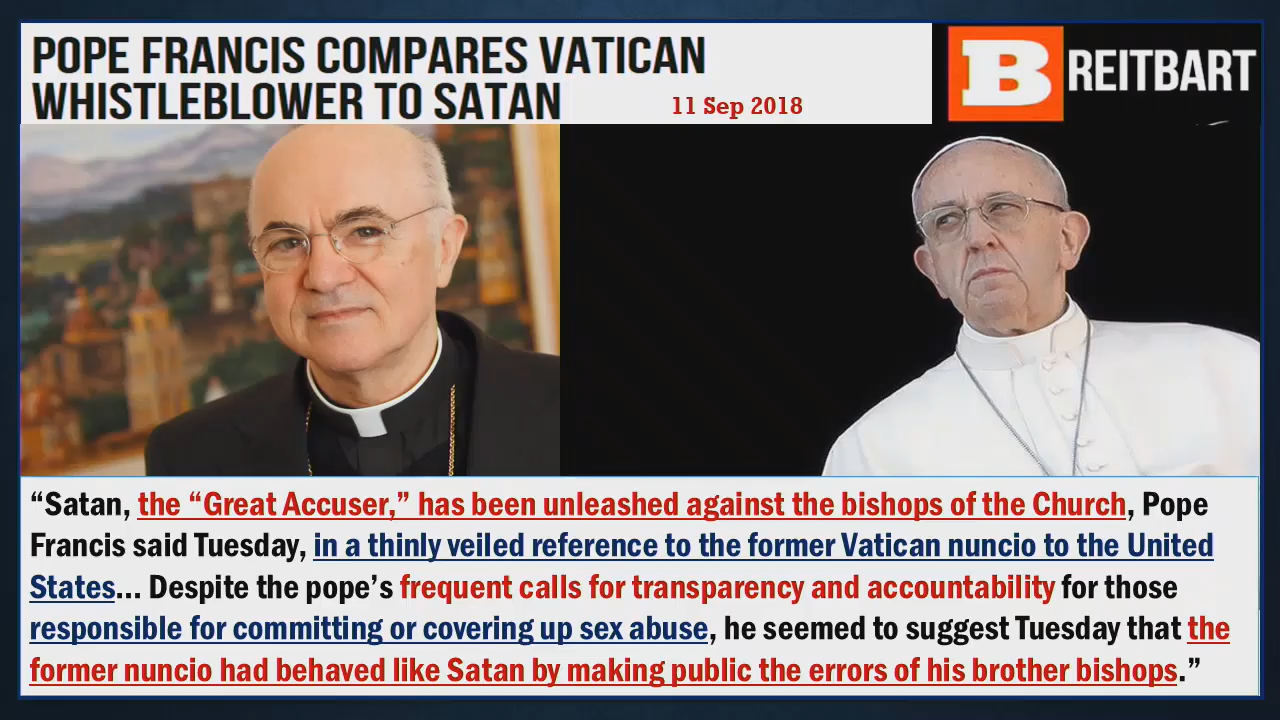 POPE FRANCIS COMPARES VATICAN
WHISTLEBLOWER TO SATAN
11 Sep 2018
BREITBART
“Satan, the “Great Accuser,” has been unleashed against the bishops of the Church, Pope
Francis said Tuesday, in a thinly veiled reference to the former Vatican nuncio to the United
States... Despite the pope’s frequent calls for transparency and accountability for those
responsible for committing or covering up sex abuse, he seemed to suggest Tuesday that the
former nuncio had behaved like Satan by making public the errors of his brother bishops.”